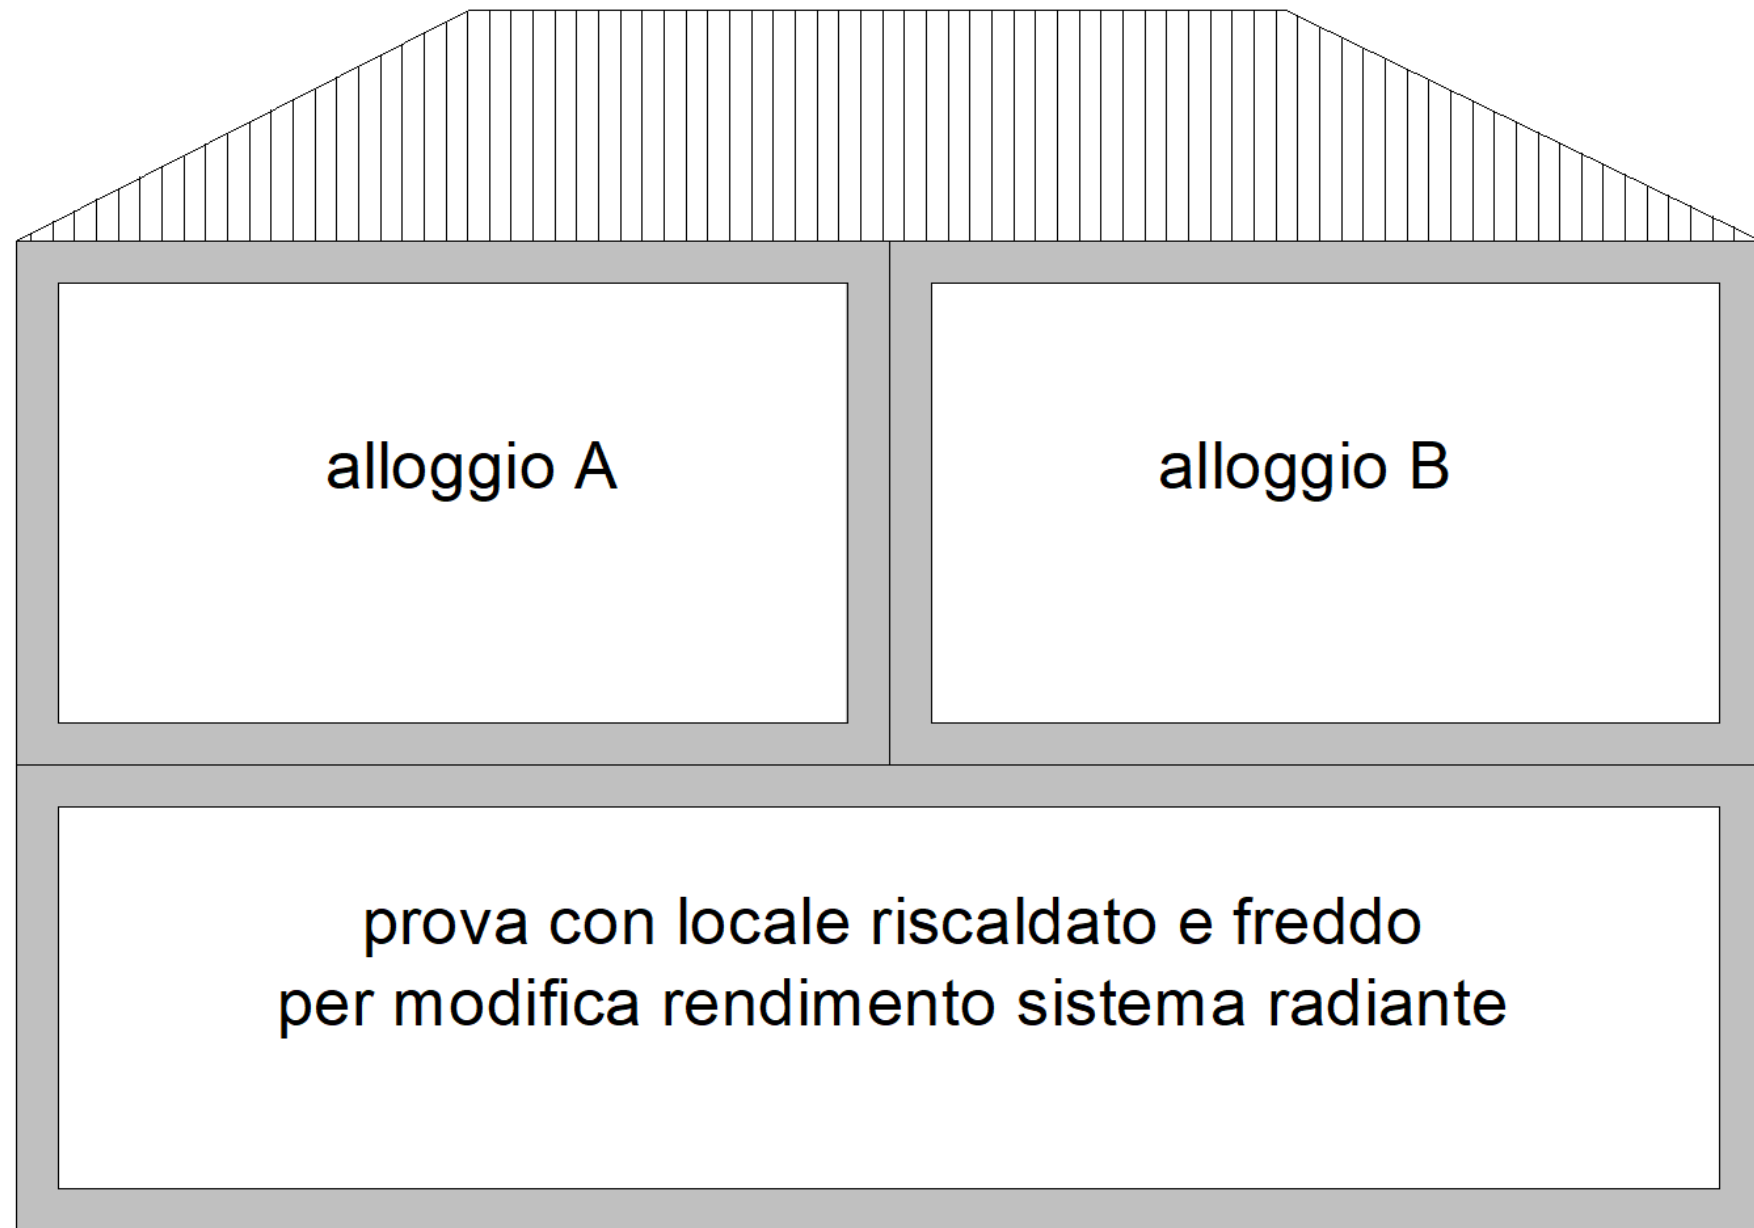 alloggio A
alloggio B
prova con locale riscaldato e freddo
per modifica rendimento sistema radiante